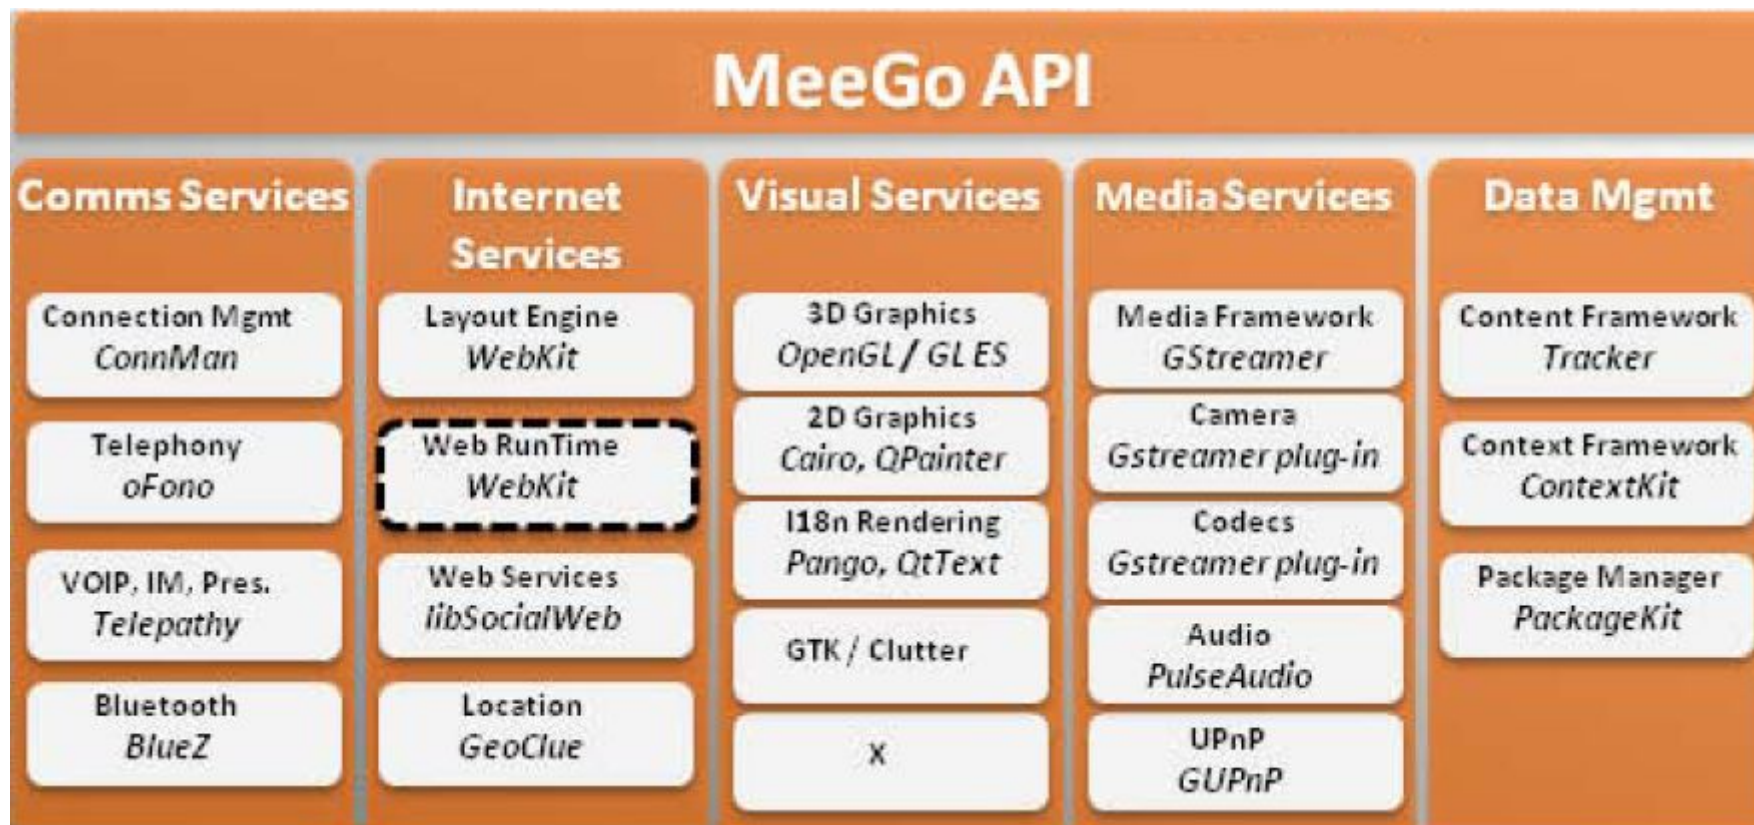 MeeGo API
Comms Services
Connection Mgmt
ConnMan
Telephony
oFono
VOIP, IM, Pres.
Telepathy
Bluetooth
BlueZ
Internet
Services
Layout Engine
WebKit
Web RunTime
WebKit
Web Services
libSocialWeb
Location
GeoClue
Visual Services
3D Graphics
OpenGL / GL ES
2D Graphics
Cairo, QPainter
I18n Rendering
Pango, QtText
GTK / Clutter
X
Media Services
Media Framework
GStreamer
Camera
Gstreamer plug-in
Codecs
Gstreamer plug-in
Audio
PulseAudio
UPnP
GUPnP
Data Mgmt
Content Framework
Tracker
Context Framework
ContextKit
Package Manager
PackageKit